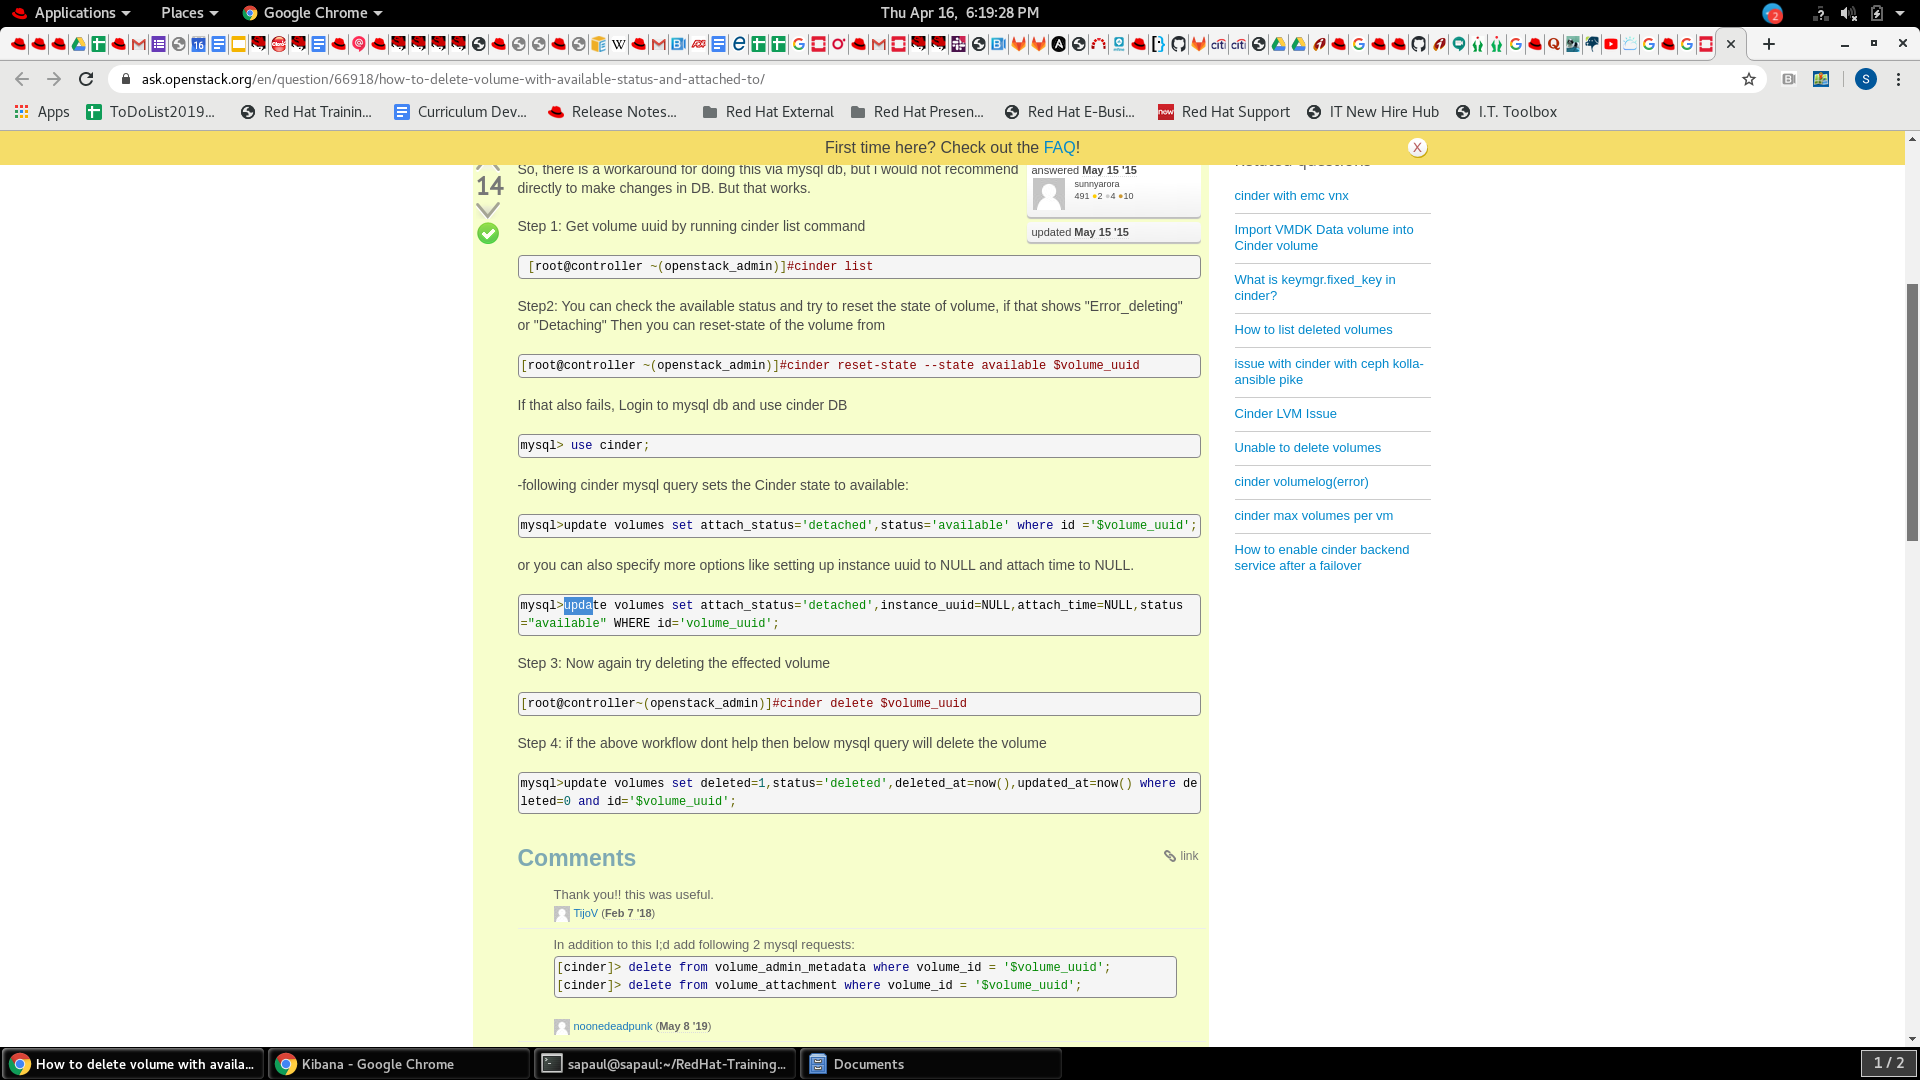 Applications
Places
Google Chrome
Thu Apr 16, 6:19:28 PM
2
ask.openstack.org/en/question/66918/how-to-delete-volume-with-available-status-and-attached-to/
S
Apps
ToDoList2019...
Red Hat Trainin...
Curriculum Dev...
Release Notes...
Red Hat External
Red Hat Presen...
Red Hat E-Busi...
Red Hat Support
IT New Hire Hub
I.T. Toolbox
First time here? Check out the FAQ!
X
So, there is a workaround for doing this via mysql db, but i would not recommend
directly to make changes in DB. But that works.
14
answered May 15 '15
sunnyarora
491 ●2 ●4 ●10
updated May 15 '15
Step 1: Get volume uuid by running cinder list command
[root@controller ~(openstack_admin)]#cinder list
Step2: You can check the available status and try to reset the state of volume, if that shows "Error_deleting"
or "Detaching" Then you can reset-state of the volume from
[root@controller ~(openstack_admin)]#cinder reset-state --state available $volume_uuid
If that also fails, Login to mysql db and use cinder DB
mysql> use cinder;
-following cinder mysql query sets the Cinder state to available:
mysql>update volumes set attach_status='detached',status='available' where id ='$volume_uuid';
or you can also specify more options like setting up instance uuid to NULL and attach time to NULL.
mysql>update volumes set attach_status='detached',instance_uuid=NULL,attach_time=NULL,status
="available" WHERE id='volume_uuid';
Step 3: Now again try deleting the effected volume
[root@controller~(openstack_admin)]#cinder delete $volume_uuid
Step 4: if the above workflow dont help then below mysql query will delete the volume
mysql>update volumes set deleted=1,status='deleted',deleted_at=now(),updated_at=now() where de
leted=0 and id='$volume_uuid';
Comments
link
Thank you!! this was useful.
TijoV (Feb 7 '18)
In addition to this I;d add following 2 mysql requests:
[cinder]> delete from volume_admin_metadata where volume_id = '$volume_uuid';
[cinder]> delete from volume_attachment where volume_id = '$volume_uuid';
noonedeadpunk (May 8 '19)
Related questions
cinder with emc vnx
Import VMDK Data volume into
Cinder volume
What is keymgr.fixed_key in
cinder?
How to list deleted volumes
issue with cinder with ceph kolla-
ansible pike
Cinder LVM Issue
Unable to delete volumes
cinder volumelog(error)
cinder max volumes per vm
How to enable cinder backend
service after a failover
How to delete volume with availa...
Kibana - Google Chrome
sapaul@sapaul:~/RedHat-Training...
Documents
1 / 2